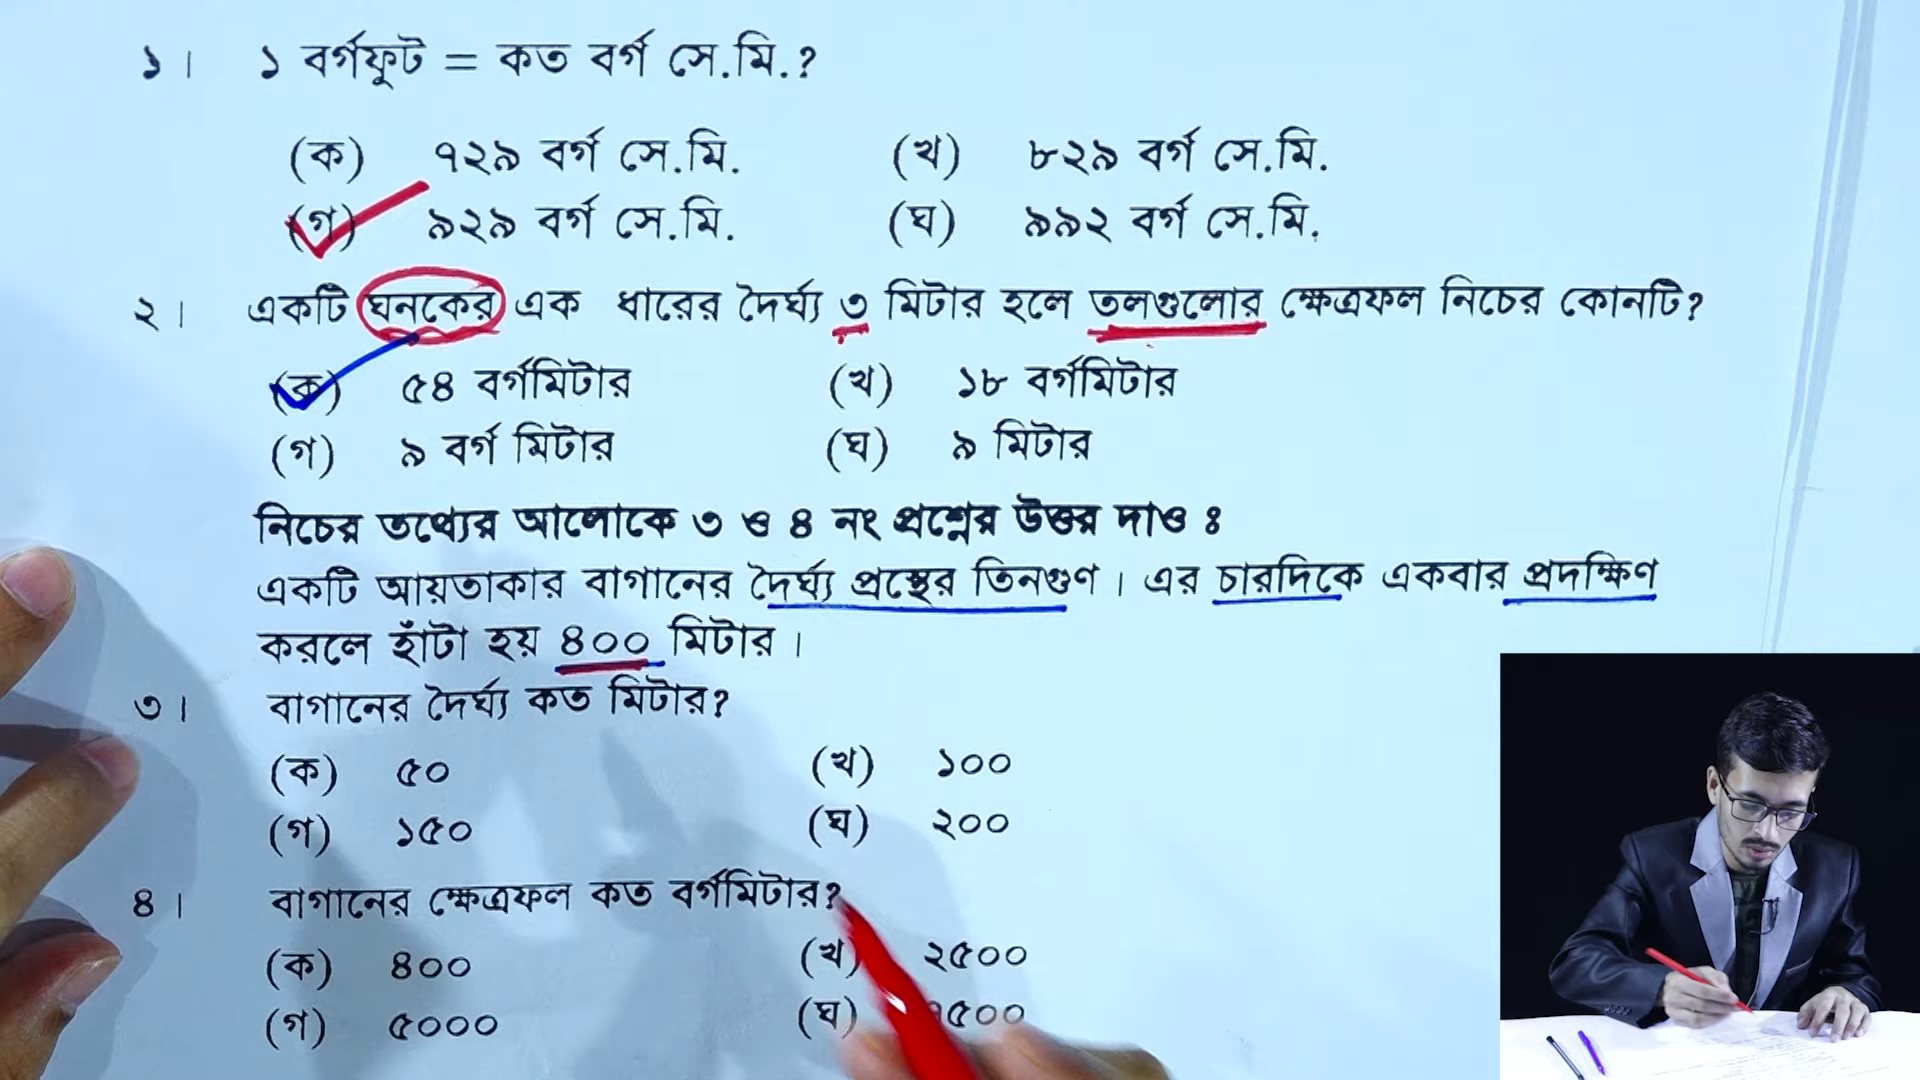 ১। ১ বর্গফুট = কত বর্গ সে.মি.?
(ক) ৭২৯ বর্গ সে.মি. (খ) ৮২৯ বর্গ সে.মি.
(গ) ৯২৯ বর্গ সে.মি. (ঘ) ৯৯২ বর্গ সে.মি.
২। একটি ঘনকের এক ধারের দৈর্ঘ্য ৩ মিটার হলে তলগুলোর ক্ষেত্রফল নিচের কোনটি?
(ক) ৫৪ বর্গমিটার (খ) ১৮ বর্গমিটার
(গ) ৯ বর্গ মিটার (ঘ) ৯ মিটার
নিচের তথ্যের আলোকে ৩ ও ৪ নং প্রশ্নের উত্তর দাও ঃ
একটি আয়তাকার বাগানের দৈর্ঘ্য প্রস্থের তিনগুণ। এর চারদিকে একবার প্রদক্ষিণ
করলে হাঁটা হয় ৪০০ মিটার।
৩। বাগানের দৈর্ঘ্য কত মিটার?
(ক) ৫০ (খ) ১০০
(গ) ১৫০ (ঘ) ২০০
৪। বাগানের ক্ষেত্রফল কত বর্গমিটার?
(ক) ৪০০ (খ) ২৫০০
(গ) ৫০০০ (ঘ)